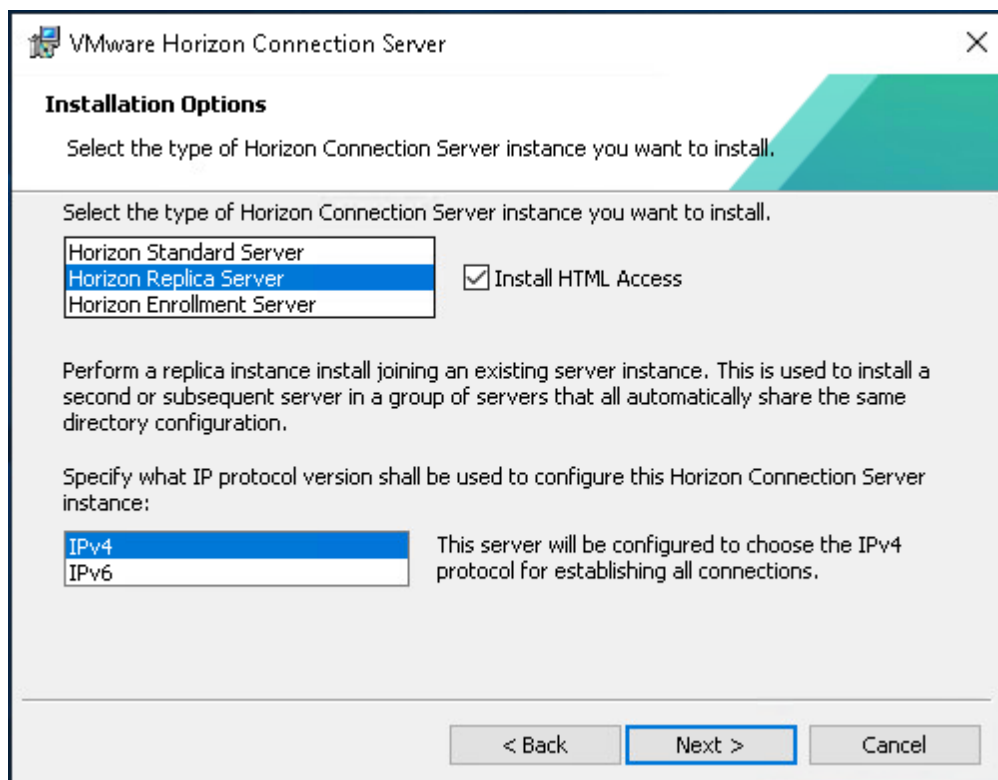 VMware Horizon Connection Server
Installation Options
Select the type of Horizon Connection Server instance you want to install.
Select the type of Horizon Connection Server instance you want to install.
Horizon Standard Server
Horizon Replica Server
Horizon Enrollment Server
Install HTML Access
Perform a replica instance install joining an existing server instance. This is used to install a
second or subsequent server in a group of servers that all automatically share the same
directory configuration.
Specify what IP protocol version shall be used to configure this Horizon Connection Server
instance:
IPv4
IPv6
This server will be configured to choose the IPv4
protocol for establishing all connections.
< Back
Next >
Cancel